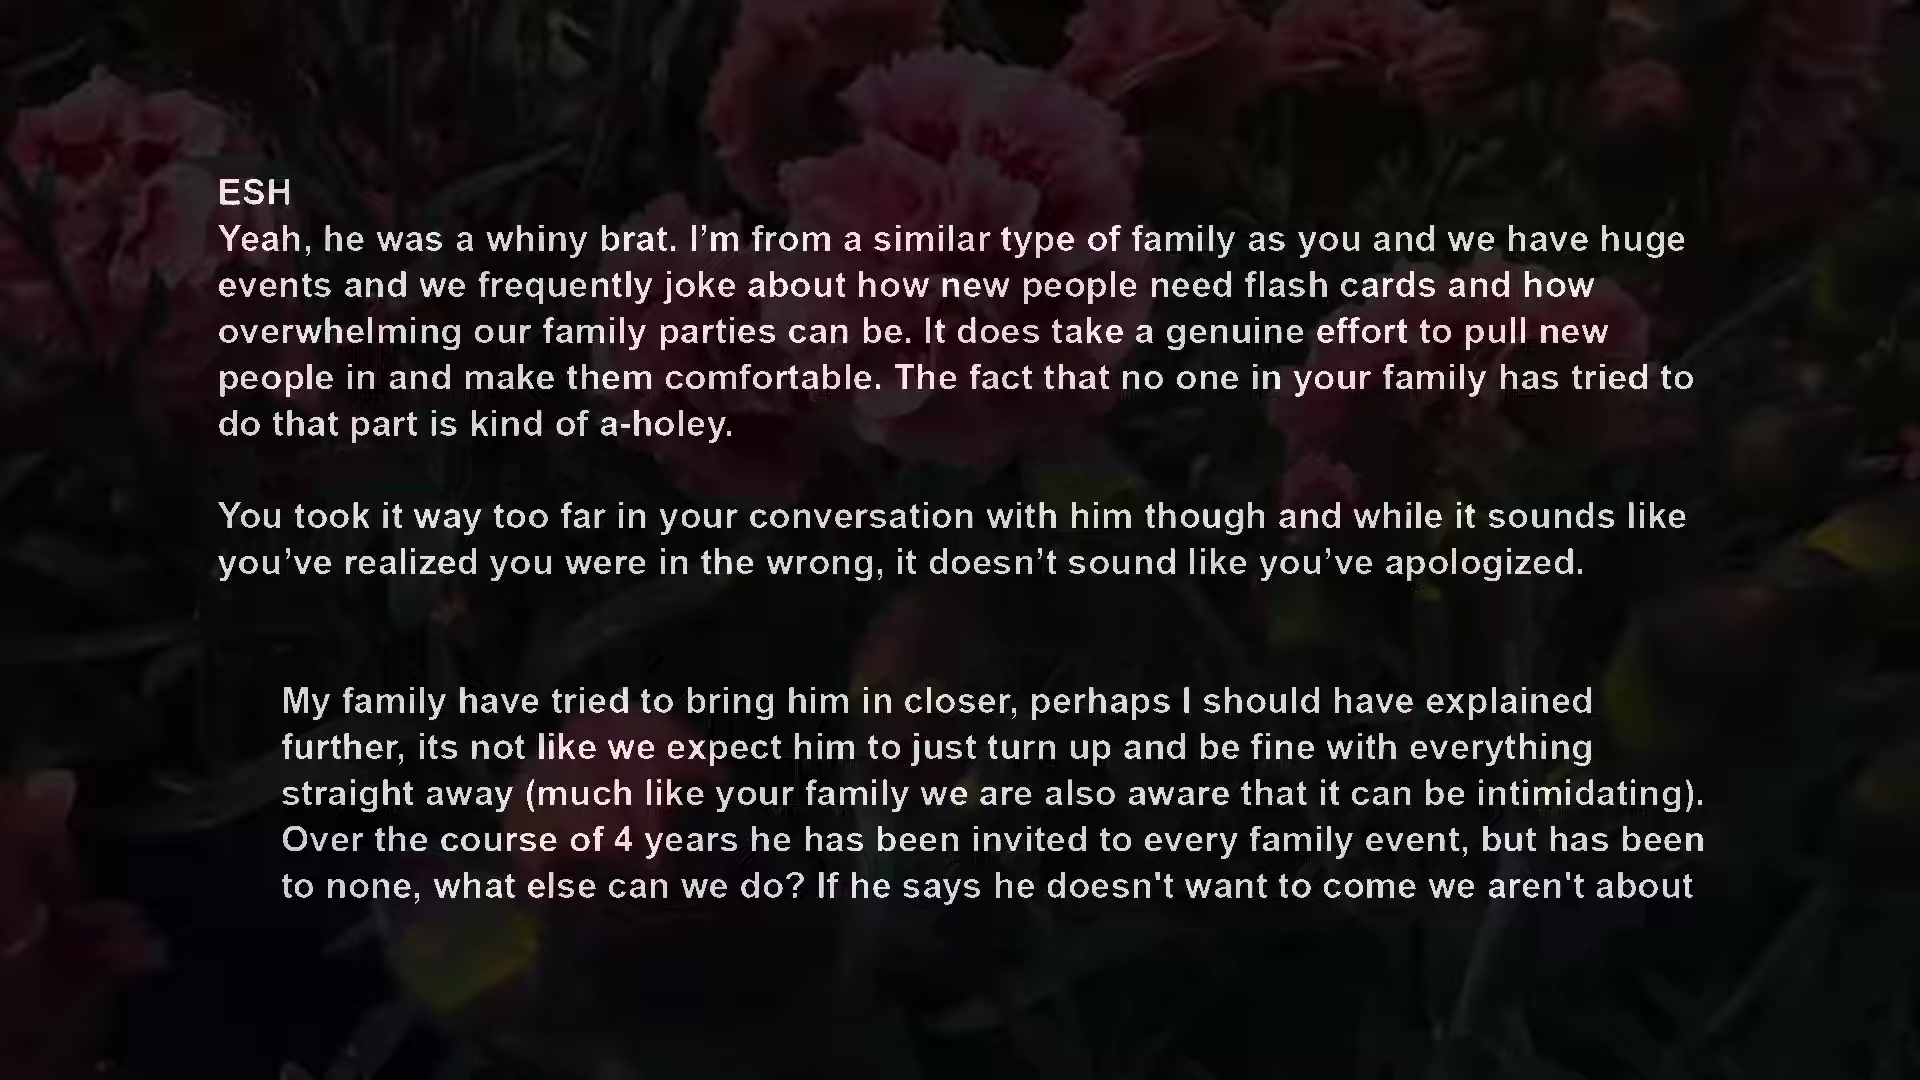 ESH
Yeah, he was a whiny brat. I’m from a similar type of family as you and we have huge
events and we frequently joke about how new people need flash cards and how
overwhelming our family parties can be. It does take a genuine effort to pull new
people in and make them comfortable. The fact that no one in your family has tried to
do that part is kind of a-holey.
You took it way too far in your conversation with him though and while it sounds like
you’ve realized you were in the wrong, it doesn’t sound like you’ve apologized.
My family have tried to bring him in closer, perhaps I should have explained
further, its not like we expect him to just turn up and be fine with everything
straight away (much like your family we are also aware that it can be intimidating).
Over the course of 4 years he has been invited to every family event, but has been
to none, what else can we do? If he says he doesn't want to come we aren't about